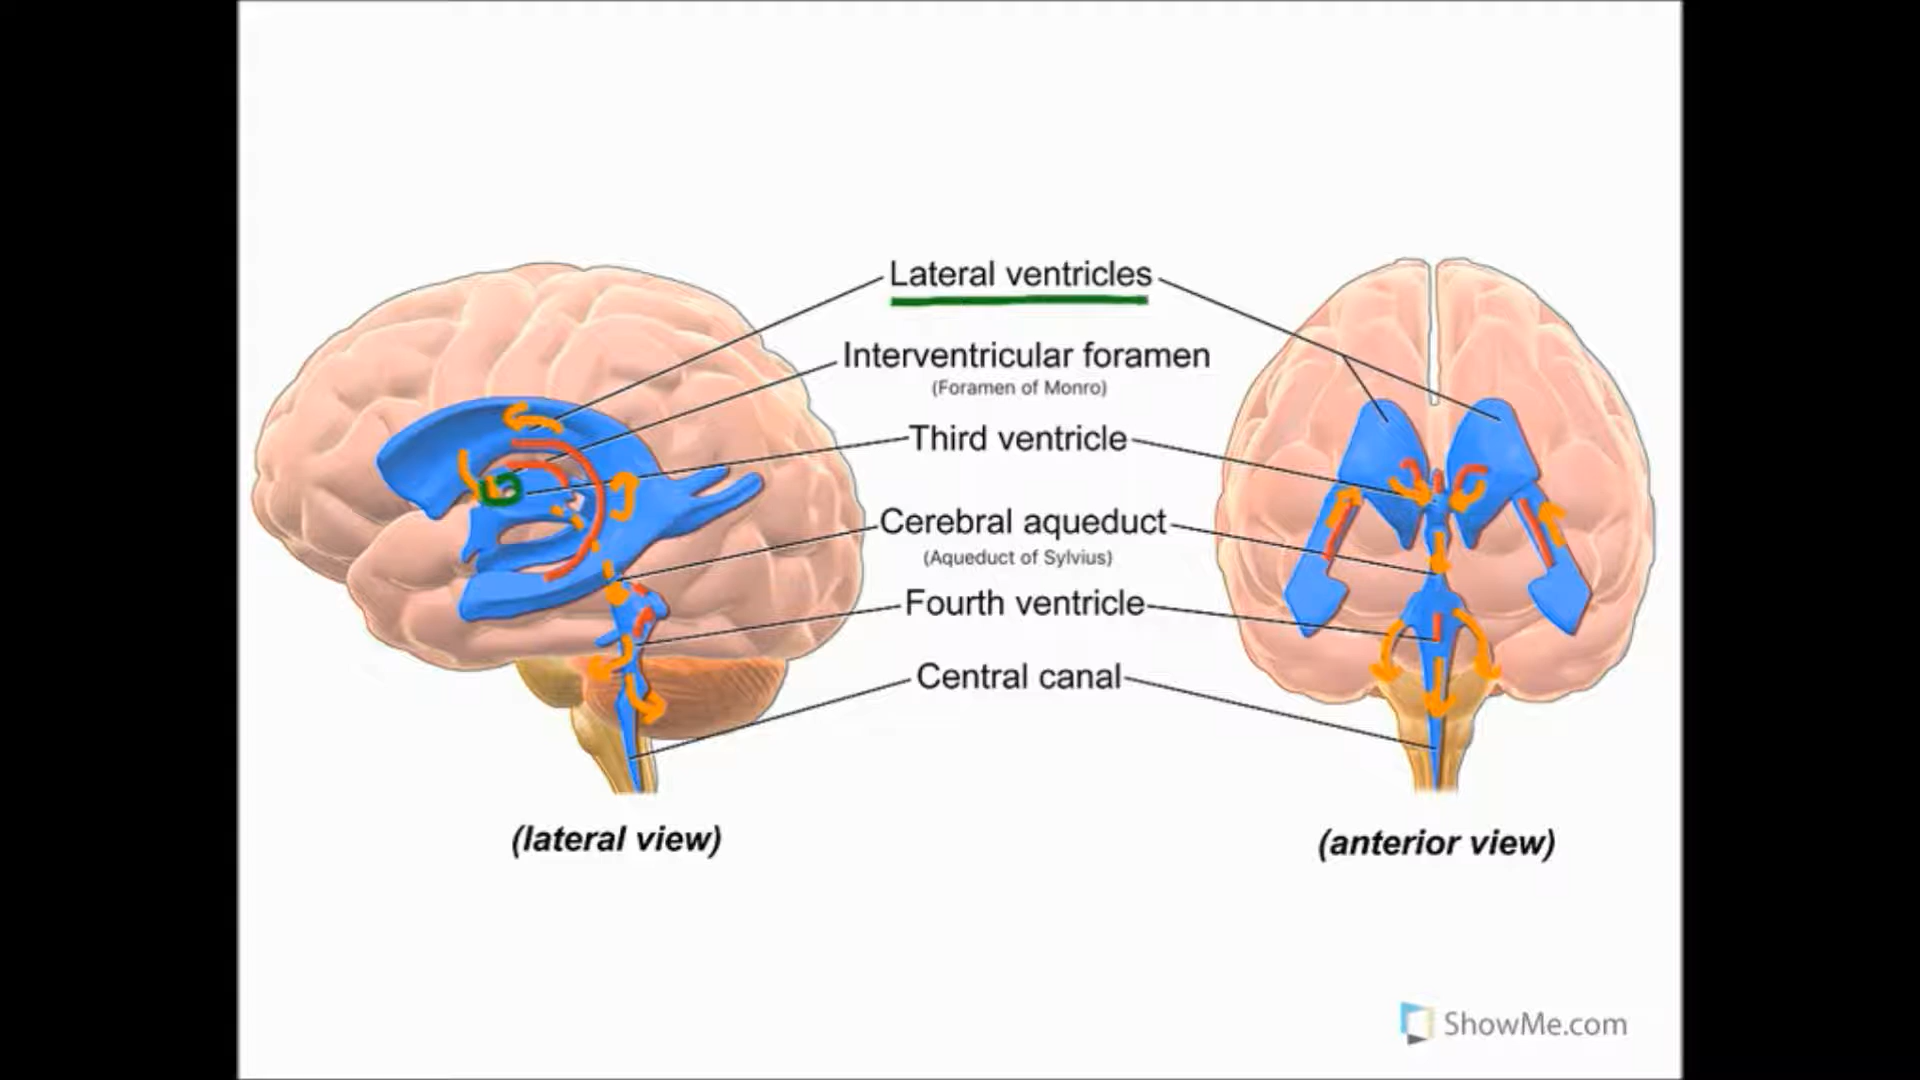 Lateral ventricles
Interventricular foramen
(Foramen of Monro)
Third ventricle
Cerebral aqueduct
(Aqueduct of Sylvius)
Fourth ventricle
Central canal
(lateral view)
(anterior view)
ShowMe.com